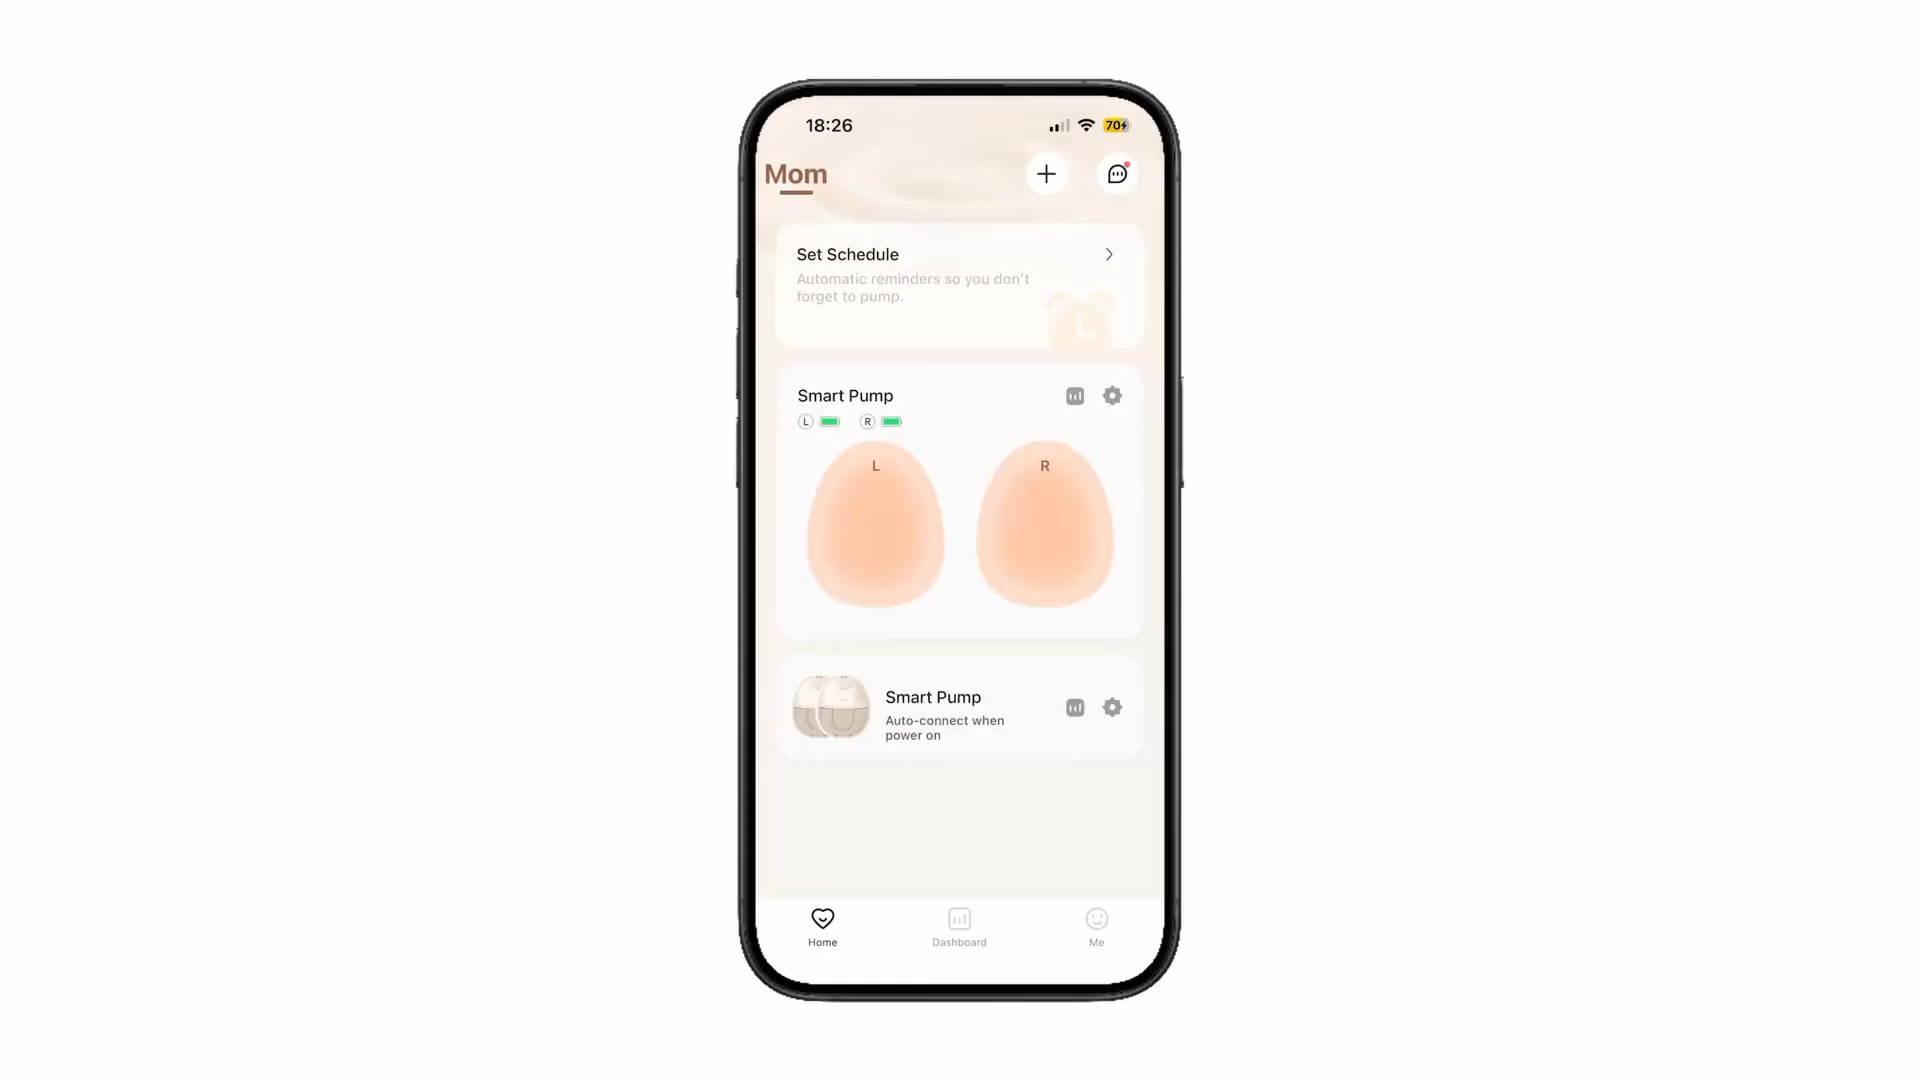 18:26
70
Mom
Set Schedule
Automatic reminders so you don't
forget to pump.
Smart Pump
L
R
L
R
Smart Pump
Auto-connect when
power on
Home
Dashboard
Me